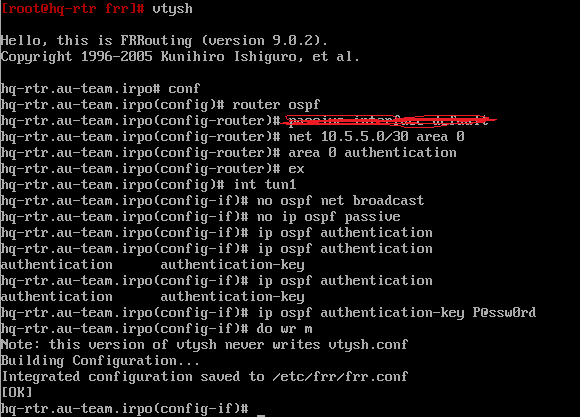 [root@hq-rtr frr]# vtysh
Hello, this is FRRouting (version 9.0.2).
Copyright 1996-2005 Kunihiro Ishiguro, et al.
hq-rtr.au-team.irpo# conf
hq-rtr.au-team.irpo(config)# router ospf
hq-rtr.au-team.irpo(config-router)# passive-interface default
hq-rtr.au-team.irpo(config-router)# net 10.5.5.0/30 area 0
hq-rtr.au-team.irpo(config-router)# area 0 authentication
hq-rtr.au-team.irpo(config-router)# ex
hq-rtr.au-team.irpo(config)# int tun1
hq-rtr.au-team.irpo(config-if)# no ospf net broadcast
hq-rtr.au-team.irpo(config-if)# no ip ospf passive
hq-rtr.au-team.irpo(config-if)# ip ospf authentication
hq-rtr.au-team.irpo(config-if)# ip ospf authentication
authentication authentication-key
hq-rtr.au-team.irpo(config-if)# ip ospf authentication
authentication authentication-key
hq-rtr.au-team.irpo(config-if)# ip ospf authentication-key P@ssw0rd
hq-rtr.au-team.irpo(config-if)# do wr m
Note: this version of vtysh never writes vtysh.conf
Building Configuration...
Integrated configuration saved to /etc/frr/frr.conf
[OK]
hq-rtr.au-team.irpo(config-if)# _